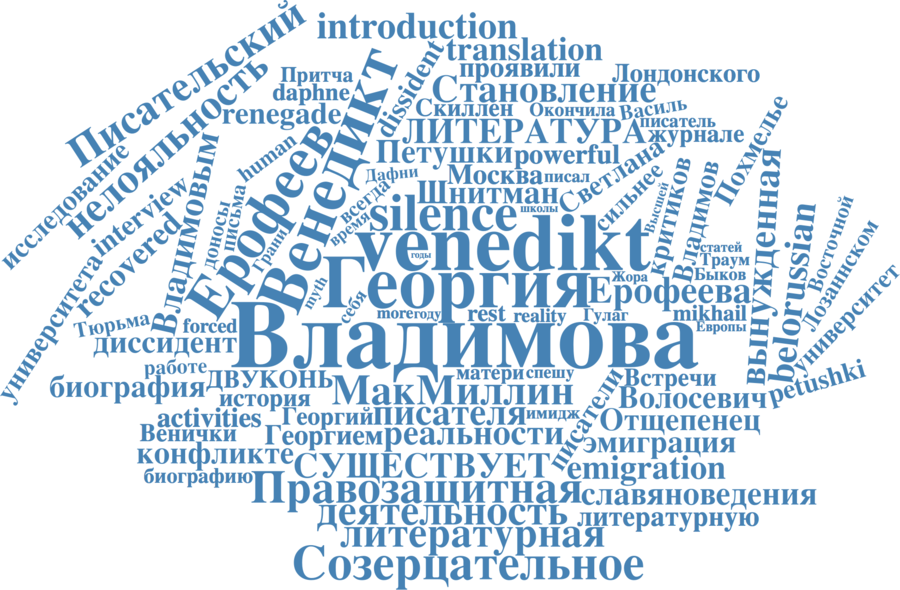 Писательский
introduction
translation
проявили
Лондонского
Притча
daphne
renegade
нелояльность
dissident
Становление
Скиллен
Окончила
Василь
писатель
ЛИТЕРАТУРА
журнале
Похмелье
исследование
human
Венедикт
Петушки
powerful
Дафни
Москва
писал
Светлана
сильнее
Шнитман
школы
Высшей
критиков
Владимов
вынужденная
interview
recovered
университета
Владимовым
доносы
письма
Ерофеев
Грани
всегда
время
silence
venedikt
годы
статей
Траум
Быков
Восточной
Лозаннском
университет
belorussian
Георгия
Жора
Ерофеева
myth
себя
Тюрьма
forced
диссидент
Владимова
more
году
rest
reality
Гулаг
mikhail
Европы
работе
биография
ДВУКОНЬ
история
матери
спешу
МакМиллин
Встречи
Волосевич
petushki
activities
Георгий
писателя
имидж
писатели
Отщепенец
Венички
Георгием
реальности
эмиграция
конфликте
СУЩЕСТВУЕТ
emigration
биографию
Правозащитная
славяноведения
деятельность
литературную
литературная
Созерцательное